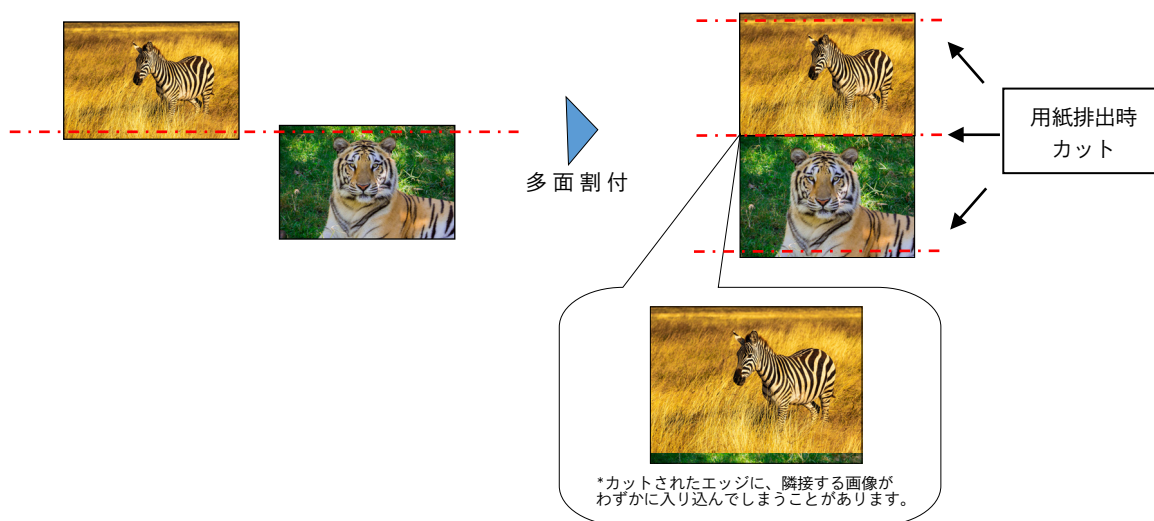 多面割付
用紙排出時
カット
*カットされたエッジに、隣接する画像が
わずかに入り込んでしまうことがあります。